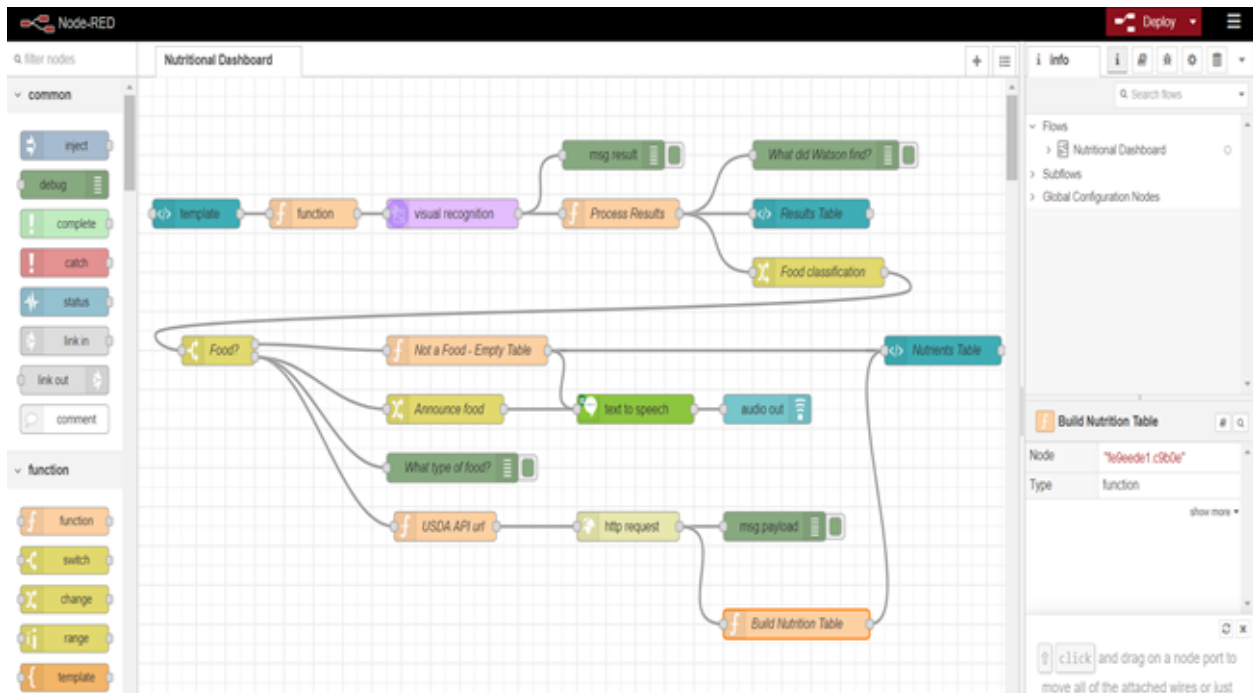 Node-RED
Deploy
filter nodes
Nutritional Dashboard
i info
common
Search flows
Flows
Nutritional Dashboard
Subflows
Global Configuration Nodes
inject
debug
complete
catch
status
link in
link out
comment
function
function
switch
change
range
template
msg.result
What did Watson find?
template
function
visual recognition
Process Results
Results Table
Food classification
Food?
Not a Food - Empty Table
Nutrients Table
Announce food
text to speech
audio out
What type of food?
USDA API url
http request
msg.payload
Build Nutrition Table
Build Nutrition Table
Node
"fe9eede1.c9b0e"
Type
function
show more
click and drag on a node port to
move all of the attached wires or just